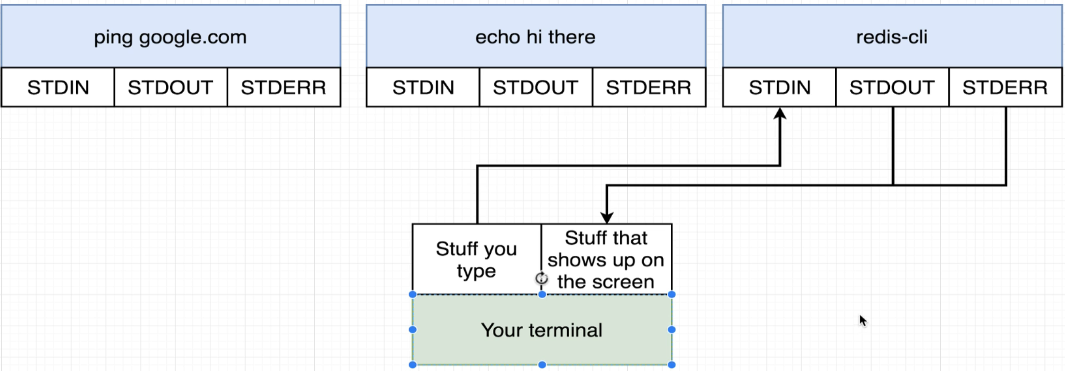 ping google.com
echo hi there
redis-cli
STDIN STDOUT STDERR
STDIN STDOUT STDERR
STDIN STDOUT STDERR
Stuff you
type
Stuff that
shows up on
the screen
Your terminal